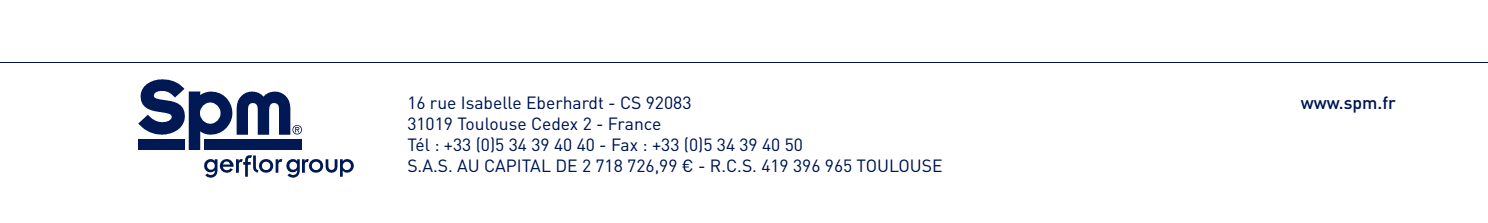 Spm®
gerflor group
16 rue Isabelle Eberhardt - CS 92083
31019 Toulouse Cedex 2 - France
Tél : +33 (0)5 34 39 40 40 - Fax : +33 (0)5 34 39 40 50
S.A.S. AU CAPITAL DE 2 718 726,99 € - R.C.S. 419 396 965 TOULOUSE
www.spm.fr